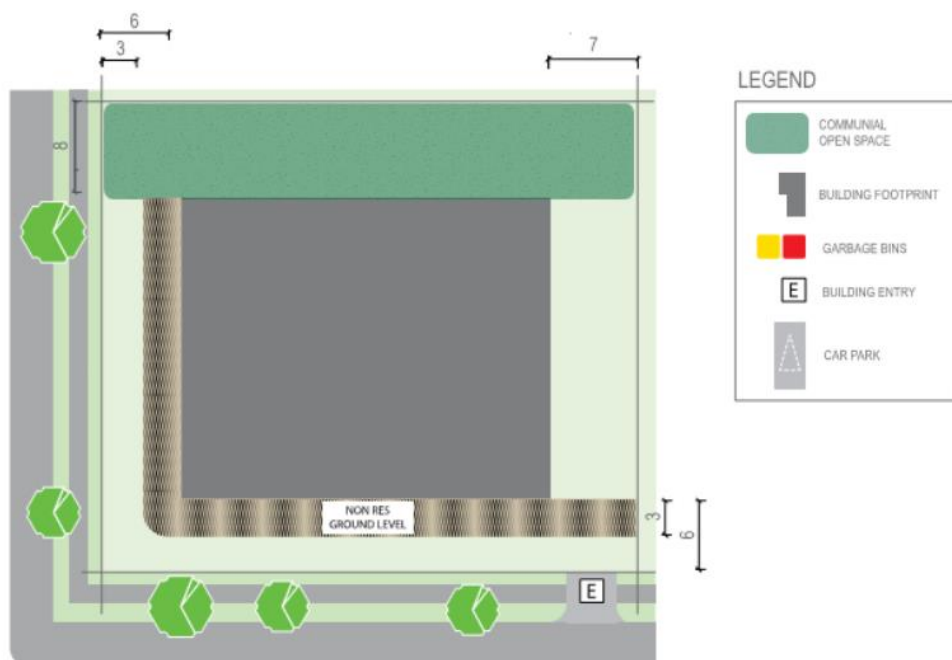 6
3
7
8
LEGEND
COMMUNIAL
OPEN SPACE
BUILDING FOOTPRINT
GARBAGE BINS
E
BUILDING ENTRY
CAR PARK
NON RES
GROUND LEVEL
3
6
E